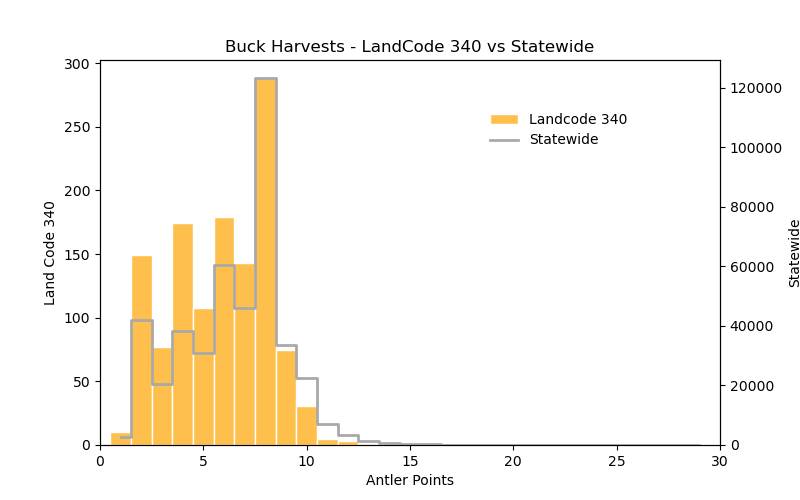 Buck Harvests - LandCode 340 vs Statewide
300
250
200
150
100
50
0
Land Code 340
Landcode 340
Statewide
120000
100000
80000
60000
40000
20000
0
Statewide
0 5 10 15 20 25 30
Antler Points